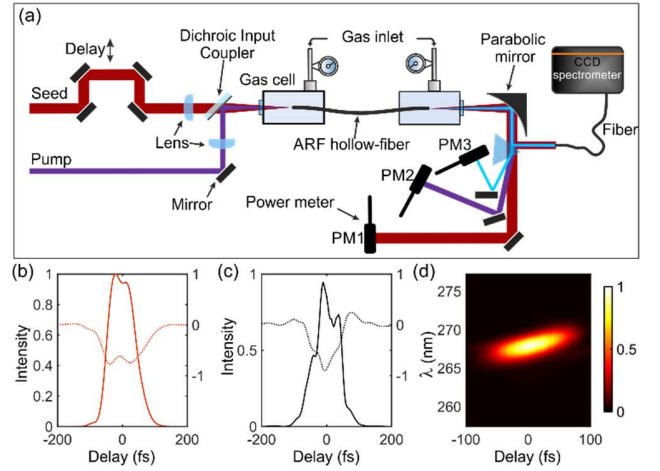 (a)
Delay
Dichroic Input
Coupler
Gas inlet
Parabolic
mirror
CCD
spectrometer
Seed
Gas cell
Lens
ARF hollow-fiber
Fiber
PM3
PM2
Pump
Mirror
Power meter
PM1
(b)
(c)
(d)
1
0.8
0.6
0.4
0.2
0
Intensity
1
0
-1
-200
0
200
Delay (fs)
1
0.5
0
Intensity
1
0
-1
-200
0
200
Delay (fs)
275
270
265
260
λ (nm)
-100
0
100
Delay (fs)
1
0.5
0